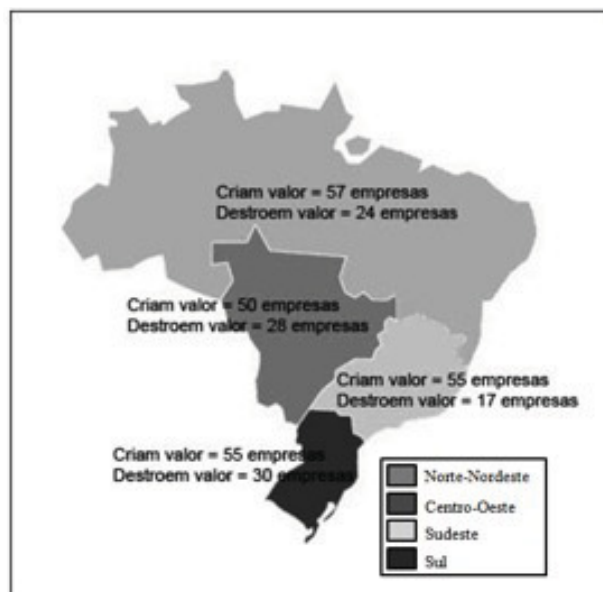 Criam valor = 57 empresas
Destroem valor = 24 empresas
Criam valor = 50 empresas
Destroem valor = 28 empresas
Criam valor = 55 empresas
Destroem valor = 17 empresas
Criam valor = 55 empresas
Destroem valor = 30 empresas
Norte-Nordeste
Centro-Oeste
Sudeste
Sul